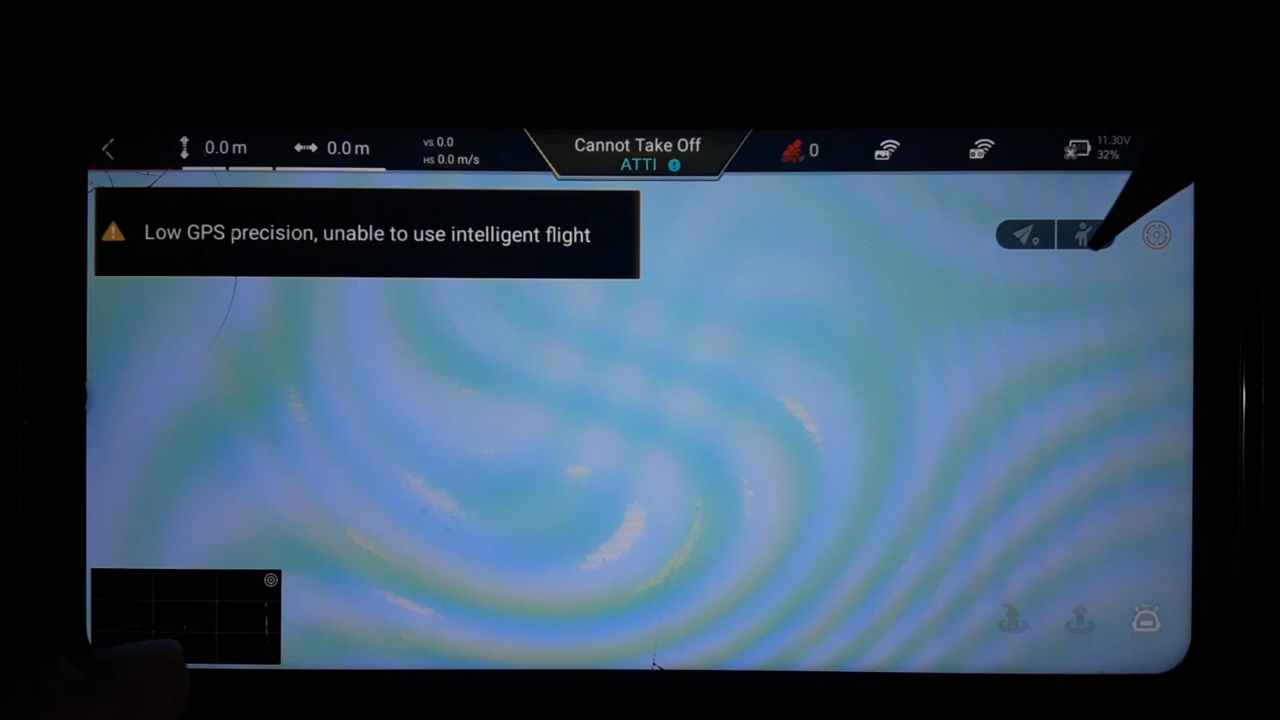 0.0 m
0.0 m
VS 0.0
HS 0.0 m/s
Cannot Take Off
ATTI
0
11.30V
32%
Low GPS precision, unable to use intelligent flight